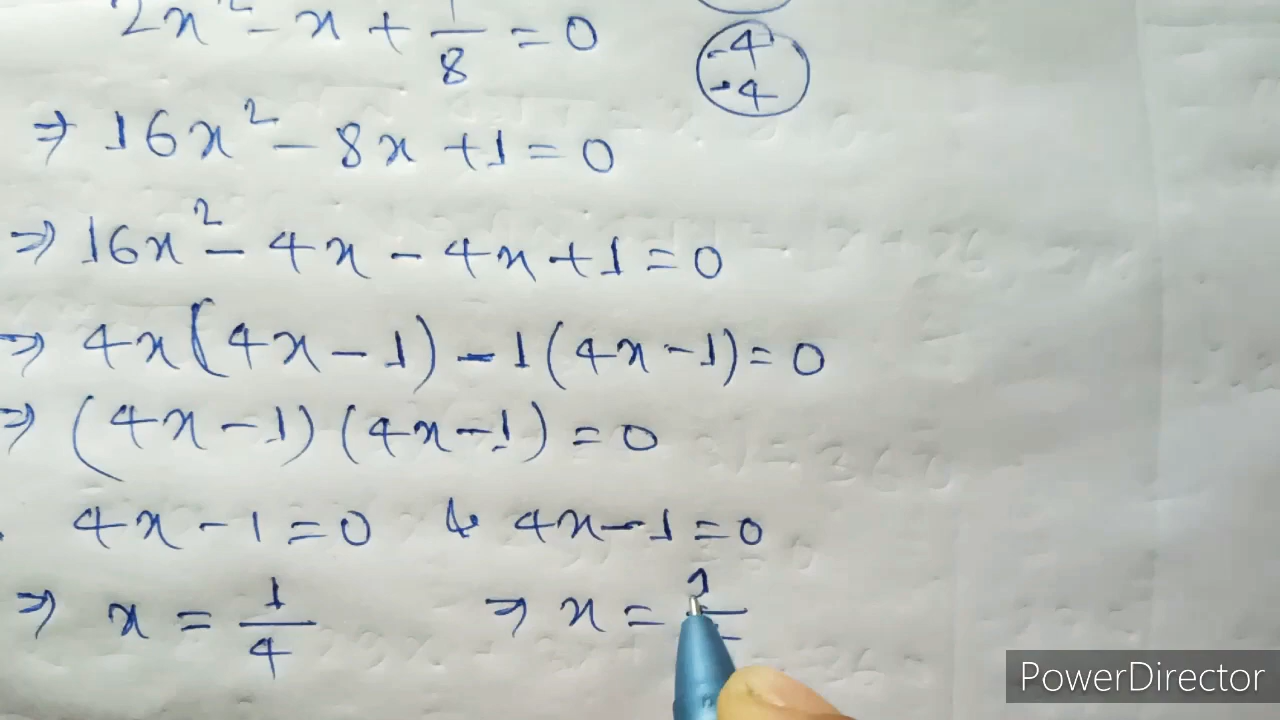 2x² - x + 1/8 = 0
-4
-4
⇒ 16x² - 8x + 1 = 0
⇒ 16x² - 4x - 4x + 1 = 0
⇒ 4x(4x - 1) - 1(4x - 1) = 0
⇒ (4x - 1)(4x - 1) = 0
4x - 1 = 0 & 4x - 1 = 0
⇒ x = 1/4 ⇒ x =
PowerDirector